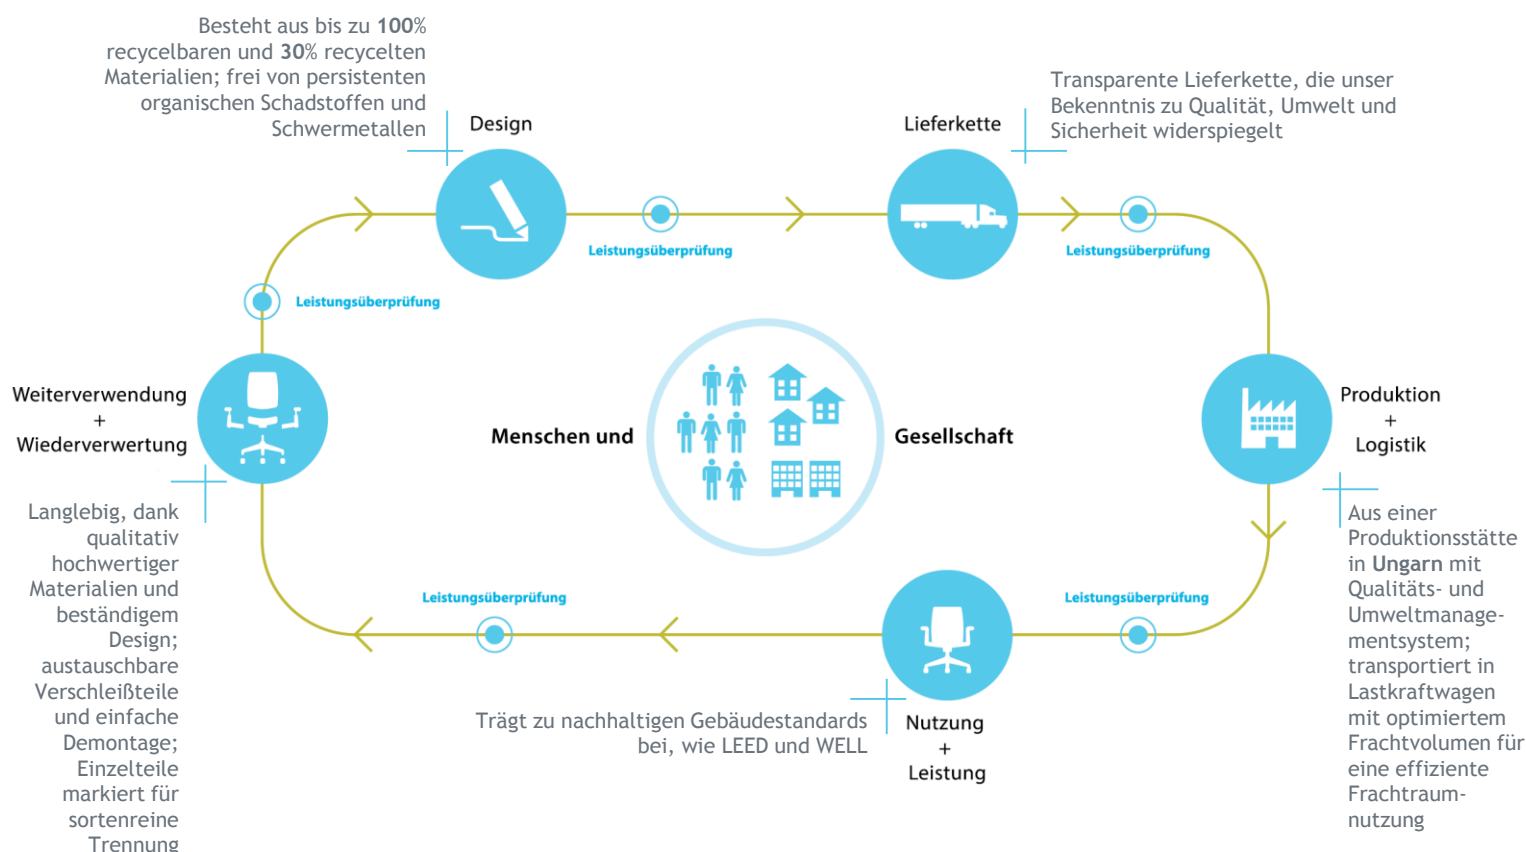 Besteht aus bis zu 100%
recycelbaren und 30% recycelten
Materialien; frei von persistenten
organischen Schadstoffen und
Schwermetallen
Design
Lieferkette
Transparente Lieferkette, die unser
Bekenntnis zu Qualität, Umwelt und
Sicherheit widerspiegelt
Leistungsüberprüfung
Leistungsüberprüfung
Leistungsüberprüfung
Weiterverwendung
+
Wiederverwertung
Menschen und
Gesellschaft
Produktion
+
Logistik
Langlebig, dank
qualitativ
hochwertiger
Materialien und
beständigem
Design;
austauschbare
Verschleißteile
und einfache
Demontage;
Einzelteile
markiert für
sortenreine
Trennung
Aus einer
Produktionsstätte
in Ungarn mit
Qualitäts- und
Umweltmanage-
mentsystem;
transportiert in
Lastkraftwagen
mit optimiertem
Frachtvolumen für
eine effiziente
Frachtraum-
nutzung
Leistungsüberprüfung
Leistungsüberprüfung
Trägt zu nachhaltigen Gebäudestandards
bei, wie LEED und WELL
Nutzung
+
Leistung